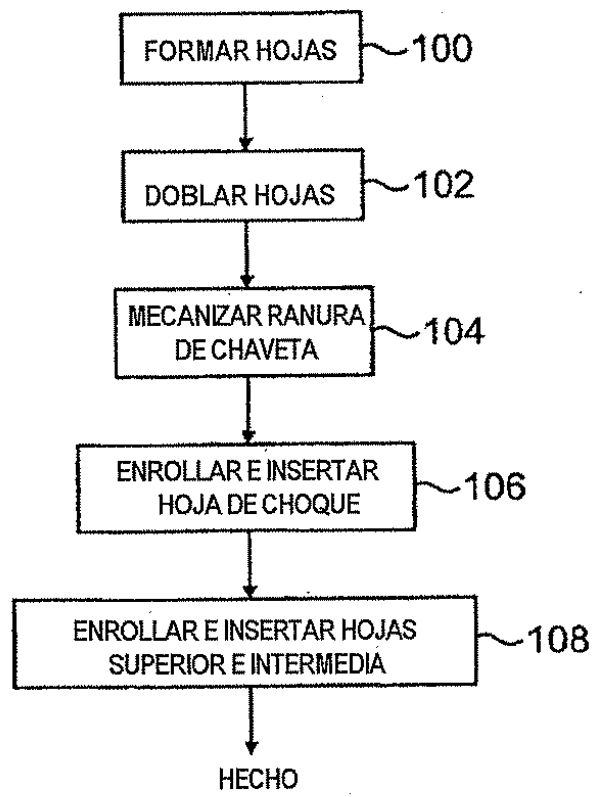 FORMAR HOJAS
100
DOBLAR HOJAS
102
MECANIZAR RANURA
DE CHAVETA
104
ENROLLAR E INSERTAR
HOJA DE CHOQUE
106
ENROLLAR E INSERTAR HOJAS
SUPERIOR E INTERMEDIA
108
HECHO